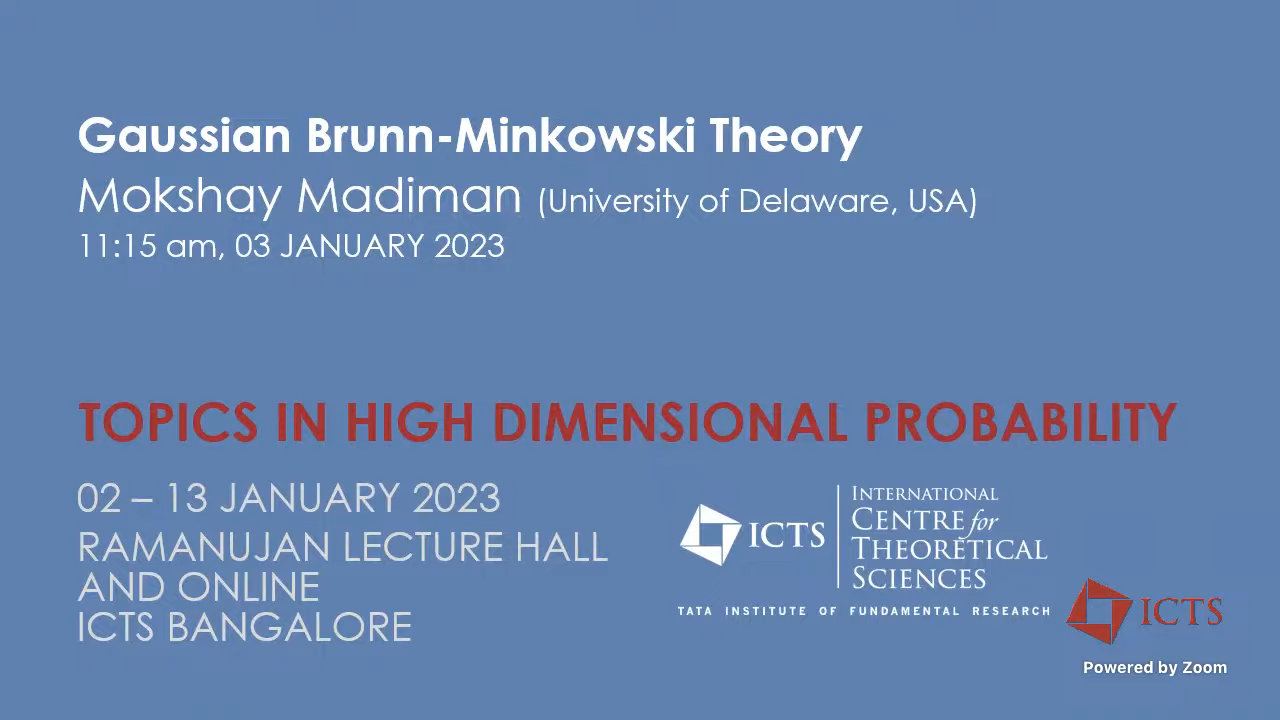 Gaussian Brunn-Minkowski Theory
Mokshay Madiman (University of Delaware, USA)
11:15 am, 03 JANUARY 2023
TOPICS IN HIGH DIMENSIONAL PROBABILITY
02 – 13 JANUARY 2023
RAMANUJAN LECTURE HALL
AND ONLINE
ICTS BANGALORE
ICTS
INTERNATIONAL
CENTRE for
THEORETICAL
SCIENCES
TATA INSTITUTE OF FUNDAMENTAL RESEARCH
ICTS
Powered by Zoom